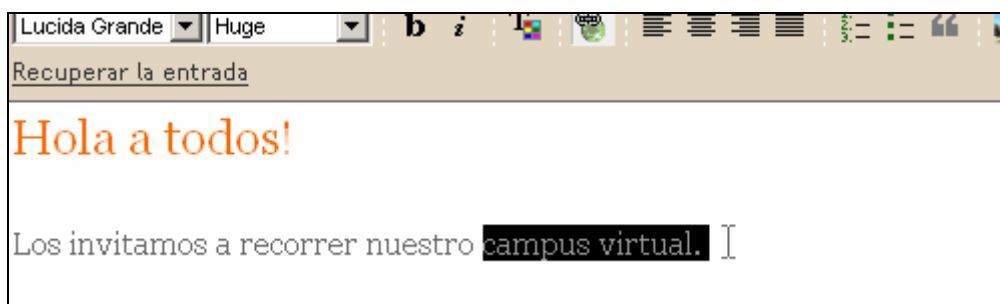 Lucida Grande Huge b i T
Recuperar la entrada
Hola a todos!
Los invitamos a recorrer nuestro campus virtual.